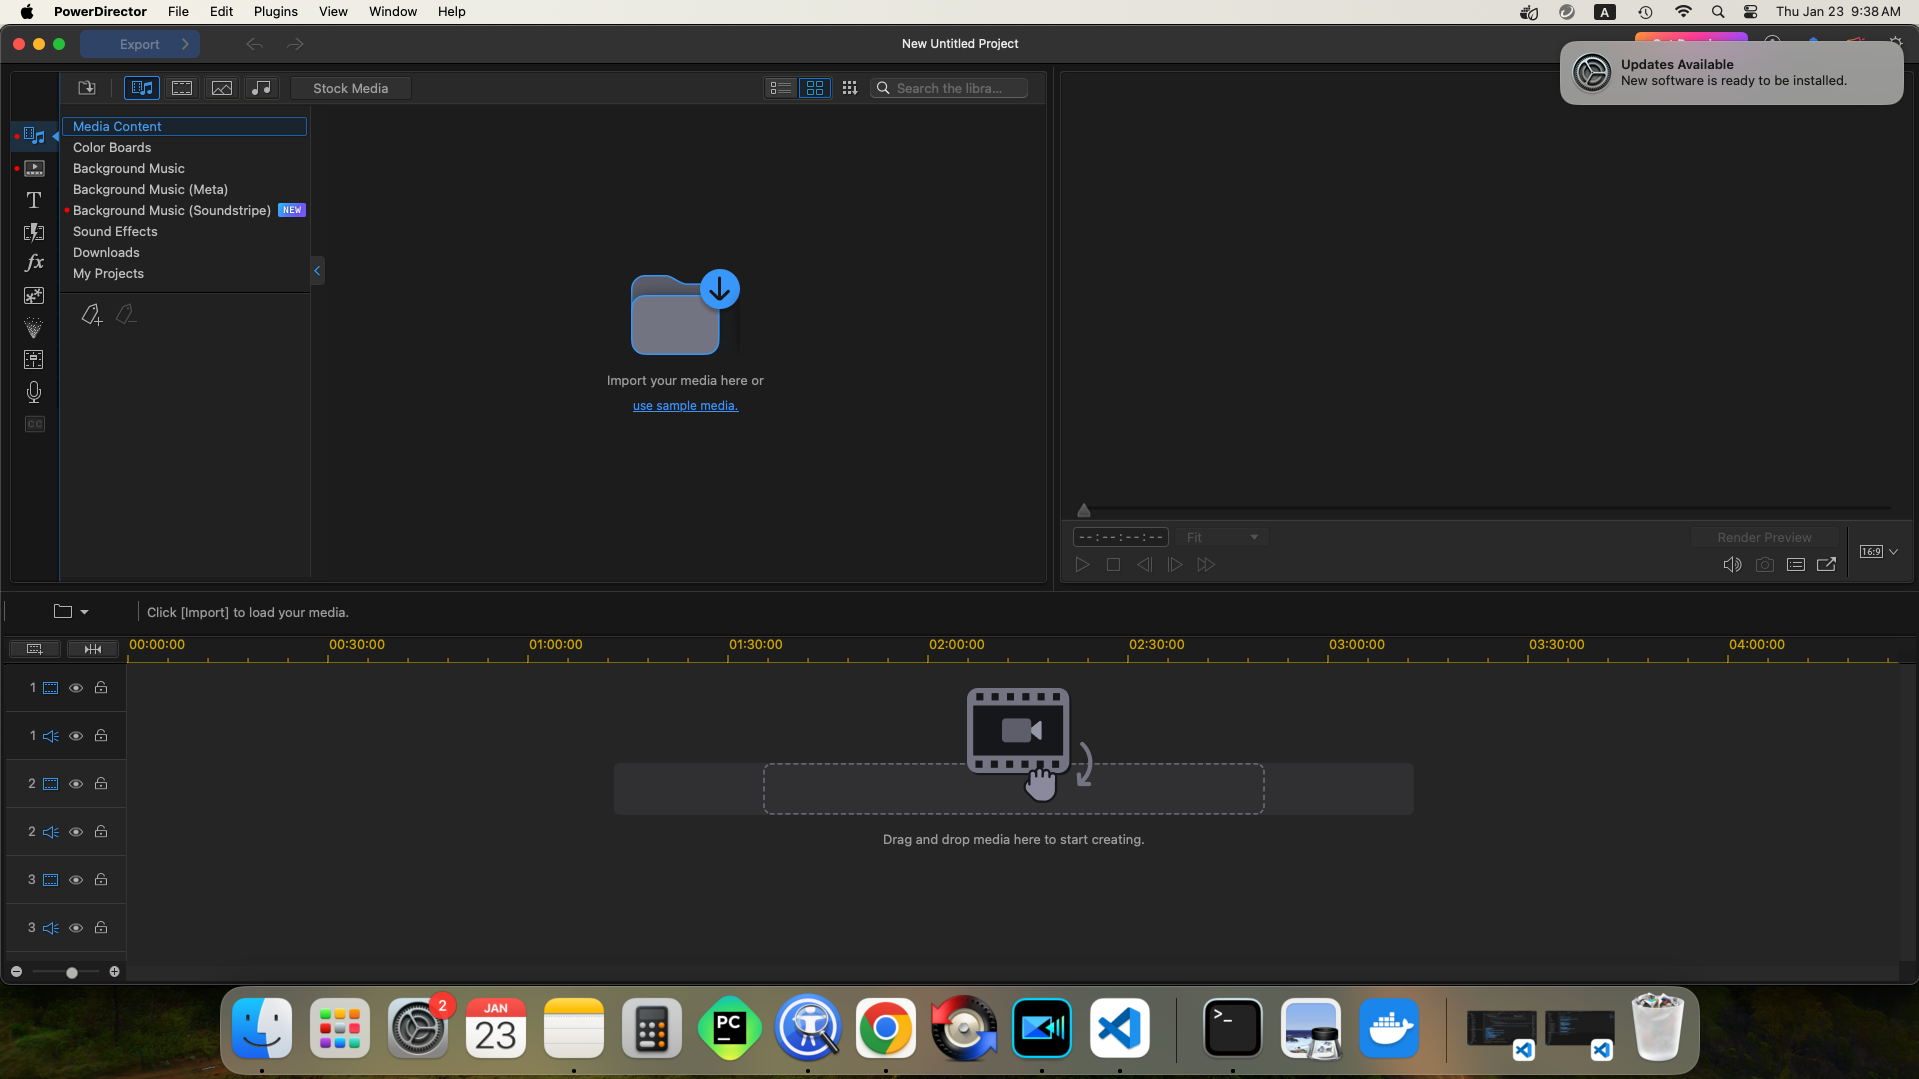 PowerDirector File Edit Plugins View Window Help
A
Thu Jan 23 9:38 AM
Export
New Untitled Project
Updates Available
New software is ready to be installed.
Stock Media
Search the libra...
Media Content
Color Boards
Background Music
Background Music (Meta)
Background Music (Soundstripe) NEW
Sound Effects
Downloads
My Projects
T
fx
CC
Import your media here or
use sample media.
--:--:--:--
Fit
Render Preview
16:9
Click [Import] to load your media.
00:00:00 00:30:00 01:00:00 01:30:00 02:00:00 02:30:00 03:00:00 03:30:00 04:00:00
1
1
2
2
3
3
Drag and drop media here to start creating.
2
JAN
23
PC
>_